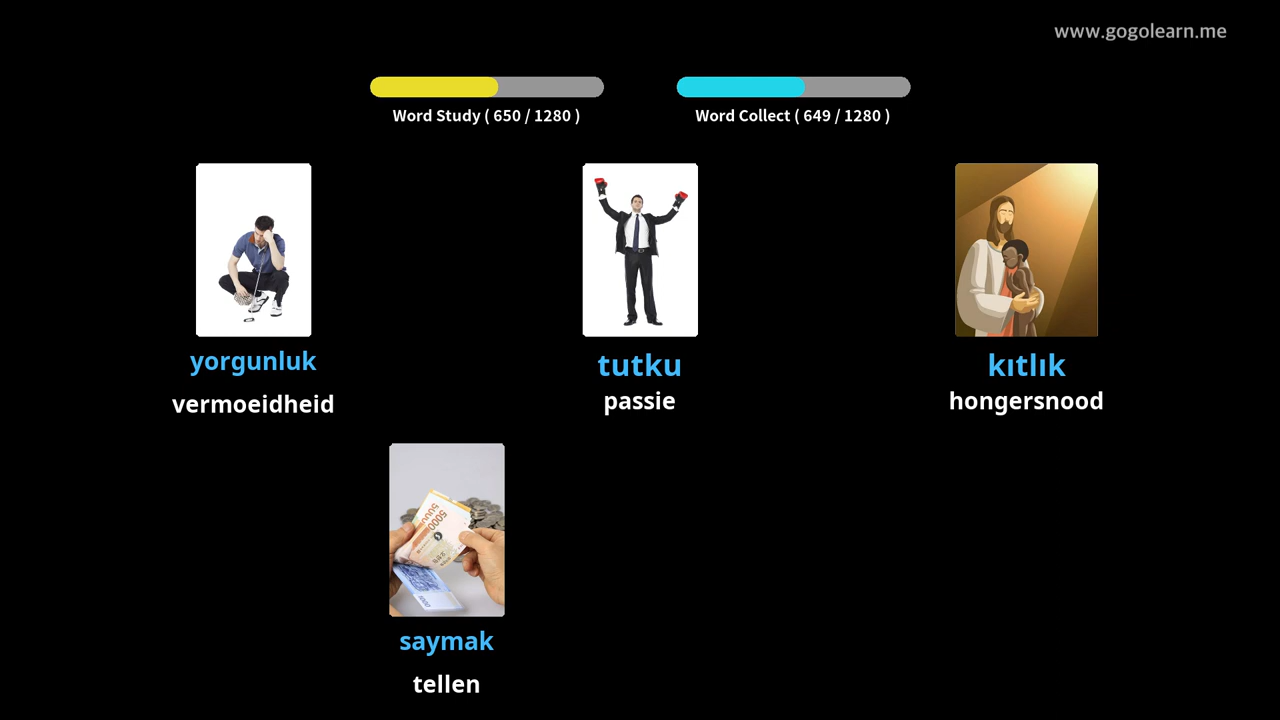 www.gogolearn.me
Word Study ( 650 / 1280 )
Word Collect ( 649 / 1280 )
yorgunluk
vermoeidheid
tutku
passie
kıtlık
hongersnood
5000
saymak
tellen